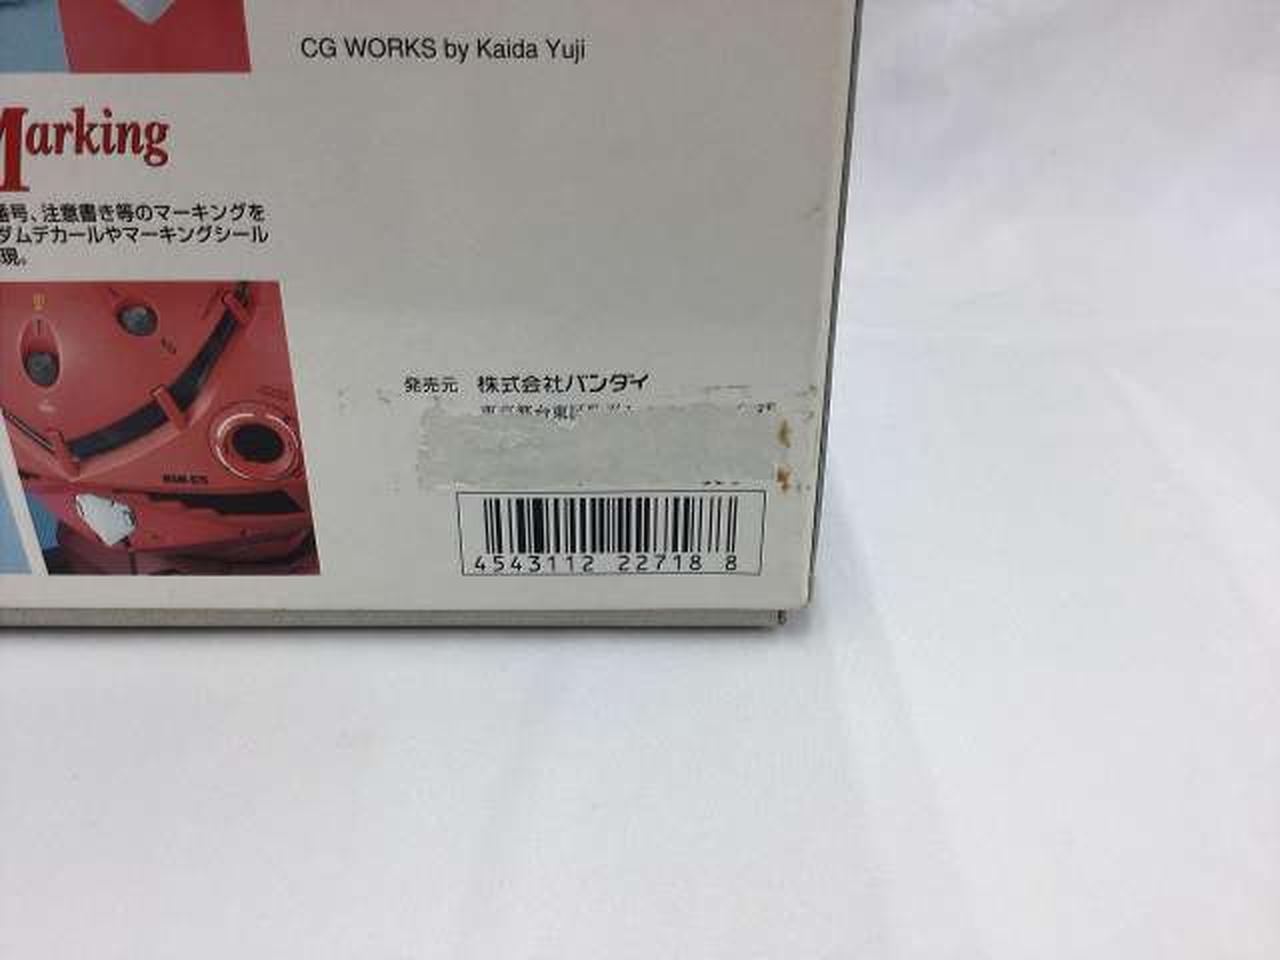 CG WORKS by Kaida Yuji
Marking
番号、注意書き等のマーキングを
ダムデカールやマーキングシール
現。
発売元 株式会社バンダイ
4543112 22718 8